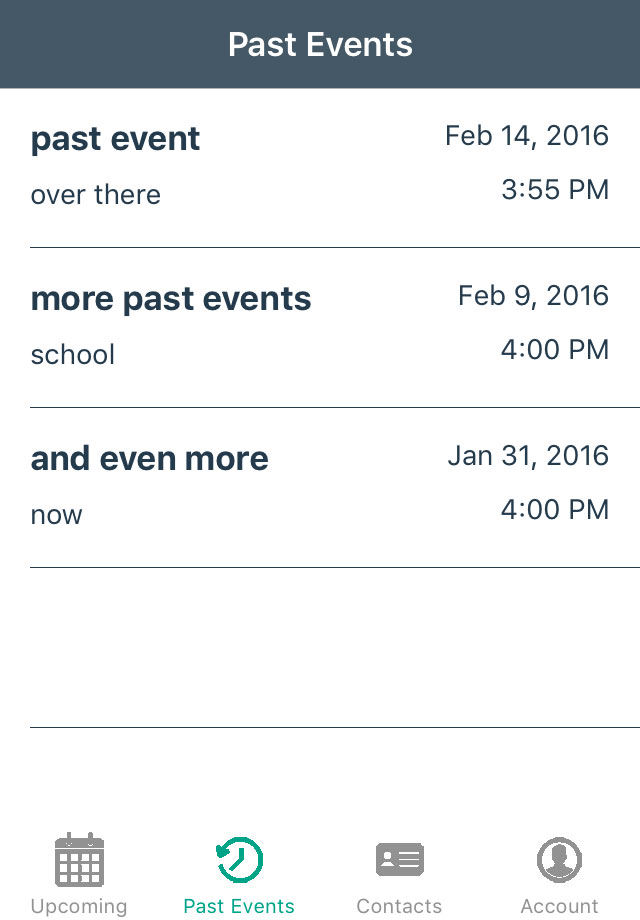 Past Events
past event
Feb 14, 2016
over there
3:55 PM
more past events
Feb 9, 2016
school
4:00 PM
and even more
Jan 31, 2016
now
4:00 PM
Upcoming
Past Events
Contacts
Account